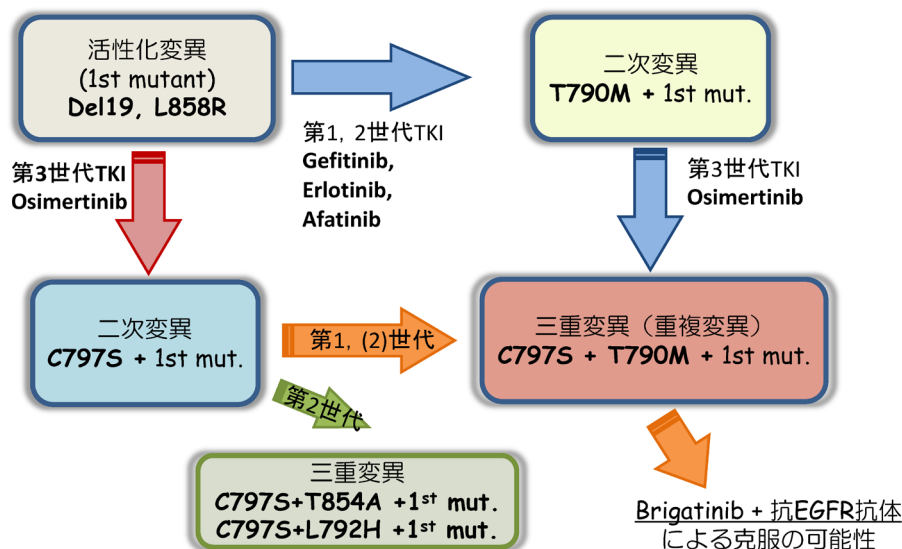 活性化変異
(1st mutant)
Del19, L858R
二次変異
T790M + 1st mut.
第3世代TKI
Osimertinib
第1, 2世代TKI
Gefitinib,
Erlotinib,
Afatinib
第3世代TKI
Osimertinib
二次変異
C797S + 1st mut.
第1, (2)世代
三重変異（重複変異）
C797S + T790M + 1st mut.
第2世代
三重変異
C797S+T854A +1st mut.
C797S+L792H +1st mut.
Brigatinib + 抗EGFR抗体
による克服の可能性